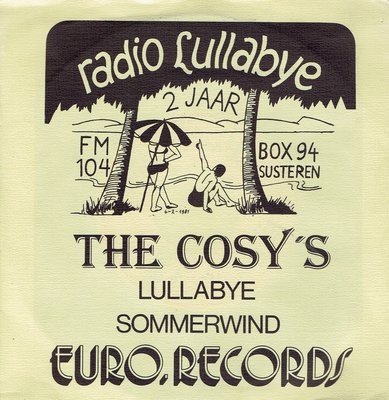 radio Lullabye
2 JAAR
FM
104
BOX 94
SUSTEREN
6-2-1981
THE COSY'S
LULLABYE
SOMMERWIND
EURO. RECORDS